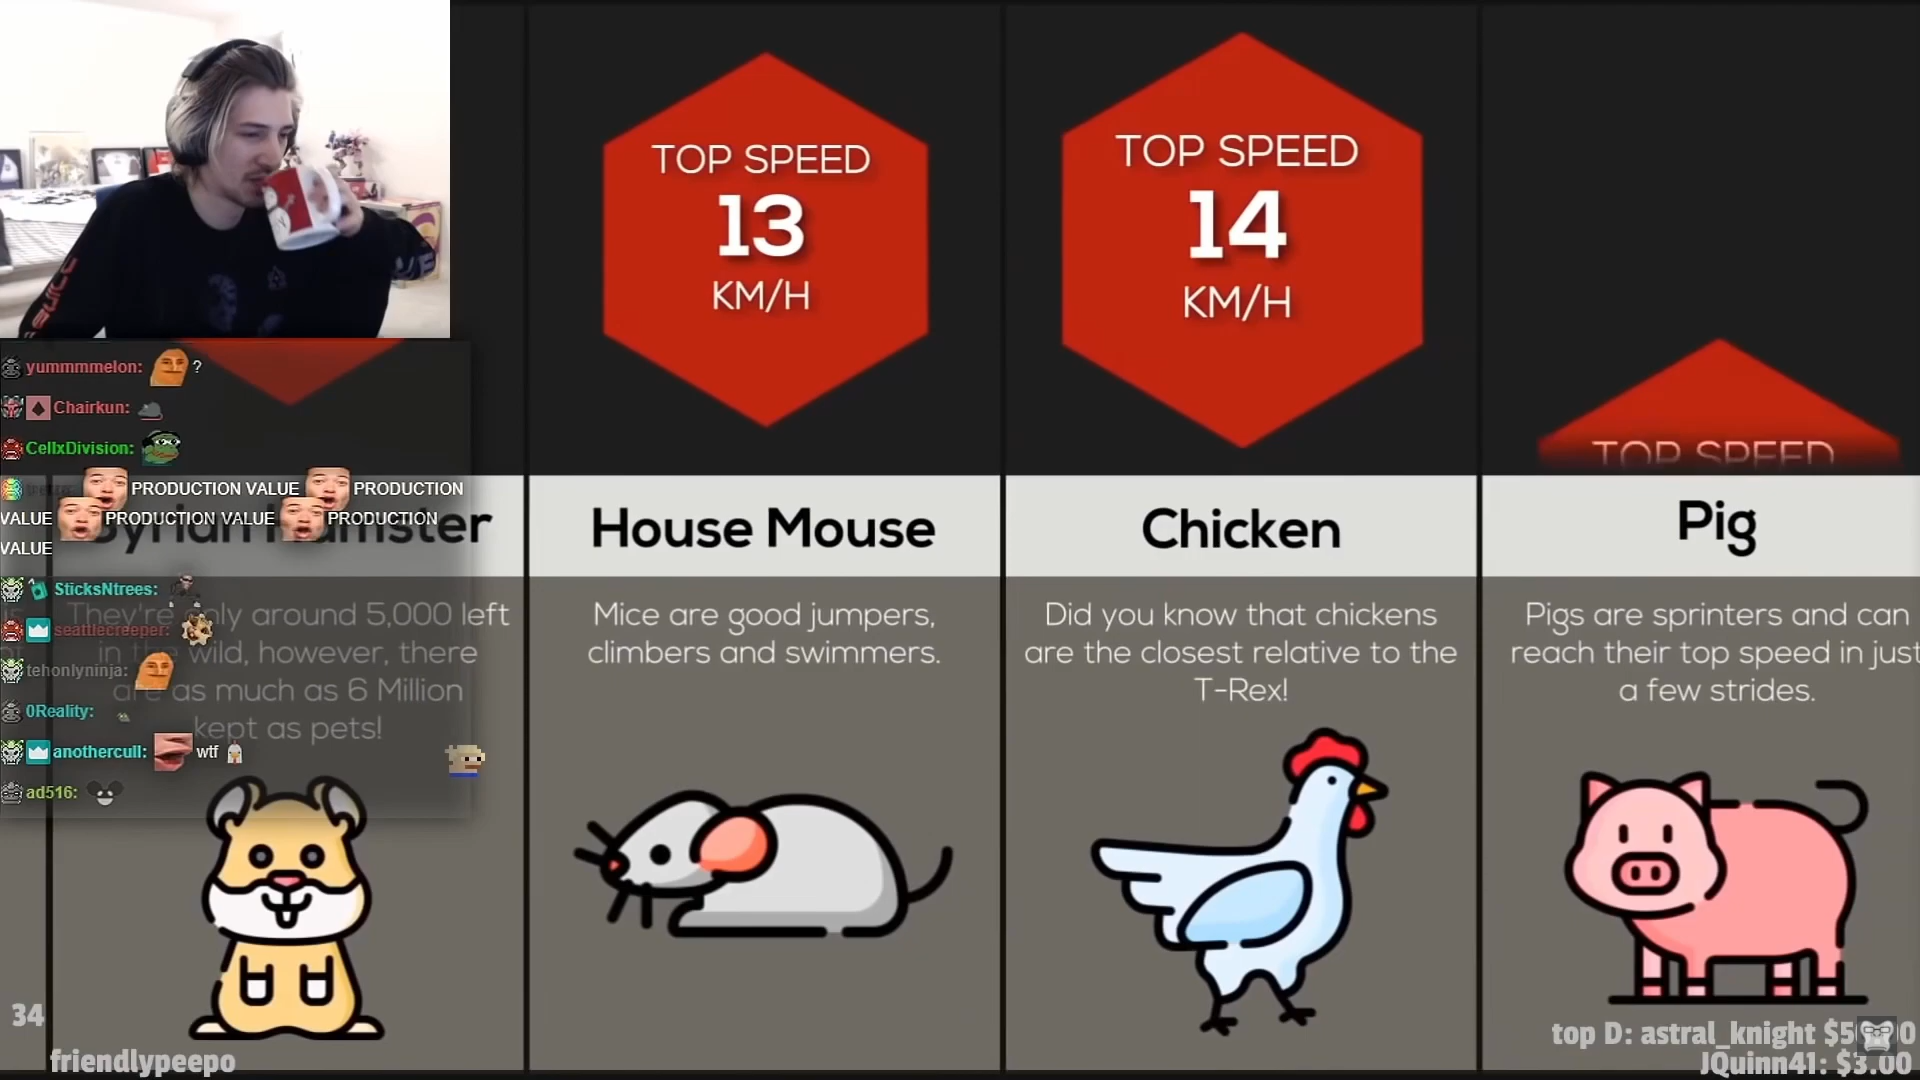 TOP SPEED
13
KM/H
TOP SPEED
14
KM/H
TOP SPEED
yummmmelon: ?
Chairkun:
CellxDivision:
PRODUCTION VALUE PRODUCTION
VALUE PRODUCTION VALUE PRODUCTION
VALUE
SticksNtrees:
seattlecreeper:
tehonlyninja:
0Reality:
anothercull: wtf
ad516:
Syrian Hamster
They're only around 5,000 left
in the wild, however, there
are as much as 6 Million
kept as pets!
House Mouse
Mice are good jumpers,
climbers and swimmers.
Chicken
Did you know that chickens
are the closest relative to the
T-Rex!
Pig
Pigs are sprinters and can
reach their top speed in just
a few strides.
34
friendlypeepo
top D: astral_knight
JQuinn41: $3.00